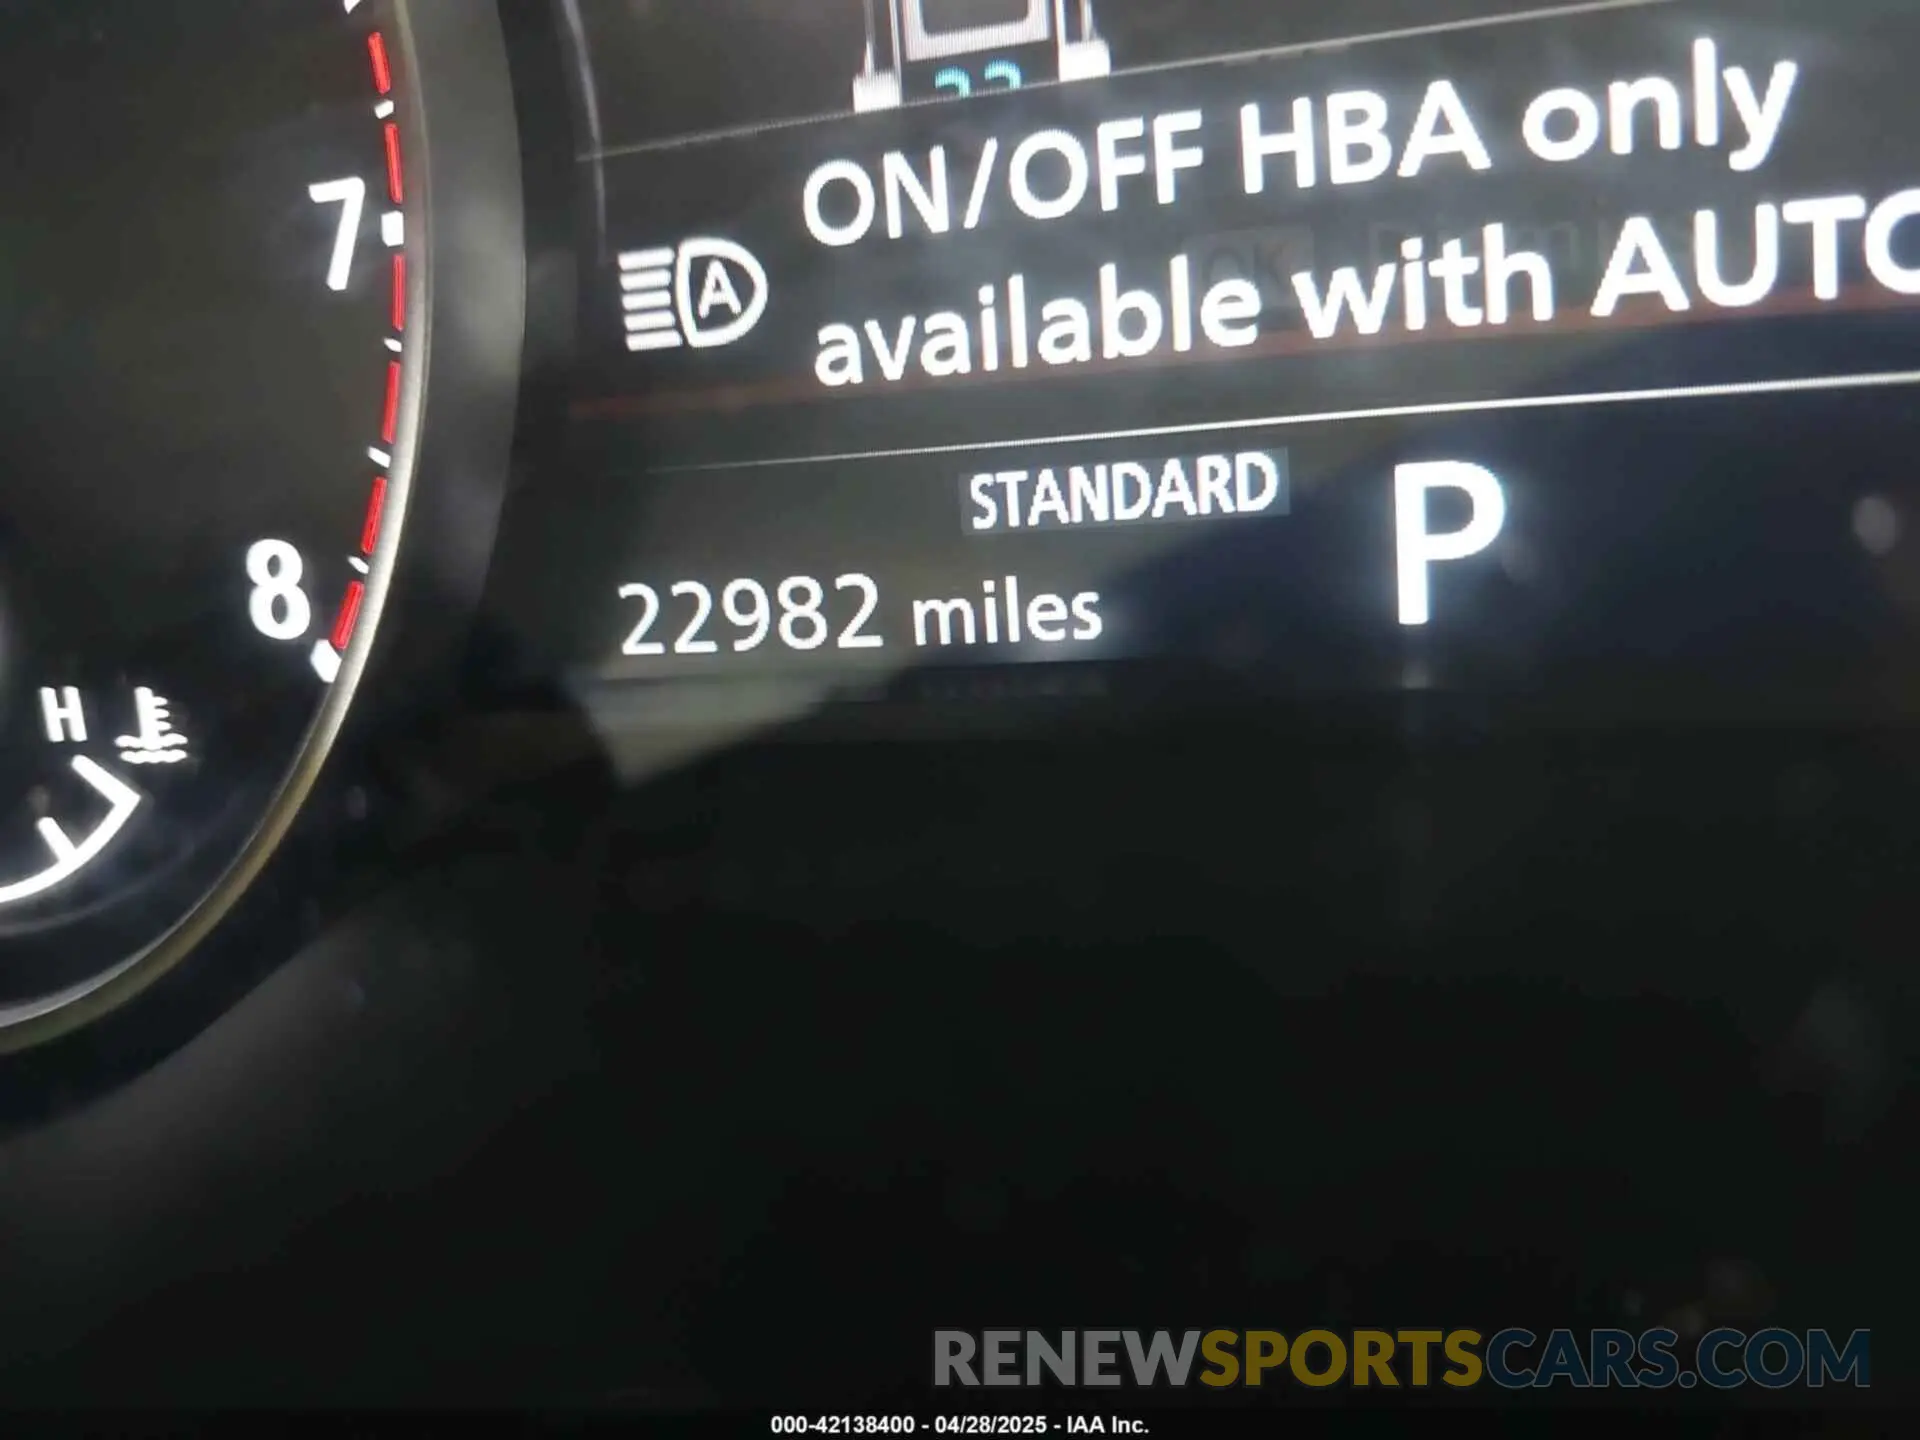 ON/OFF HBA only
available with AUTO
7
STANDARD
P
8
22982 miles
H
RENEWSPORTSCARS.COM
000-42138400 - 04/28/2025 - IAA Inc.